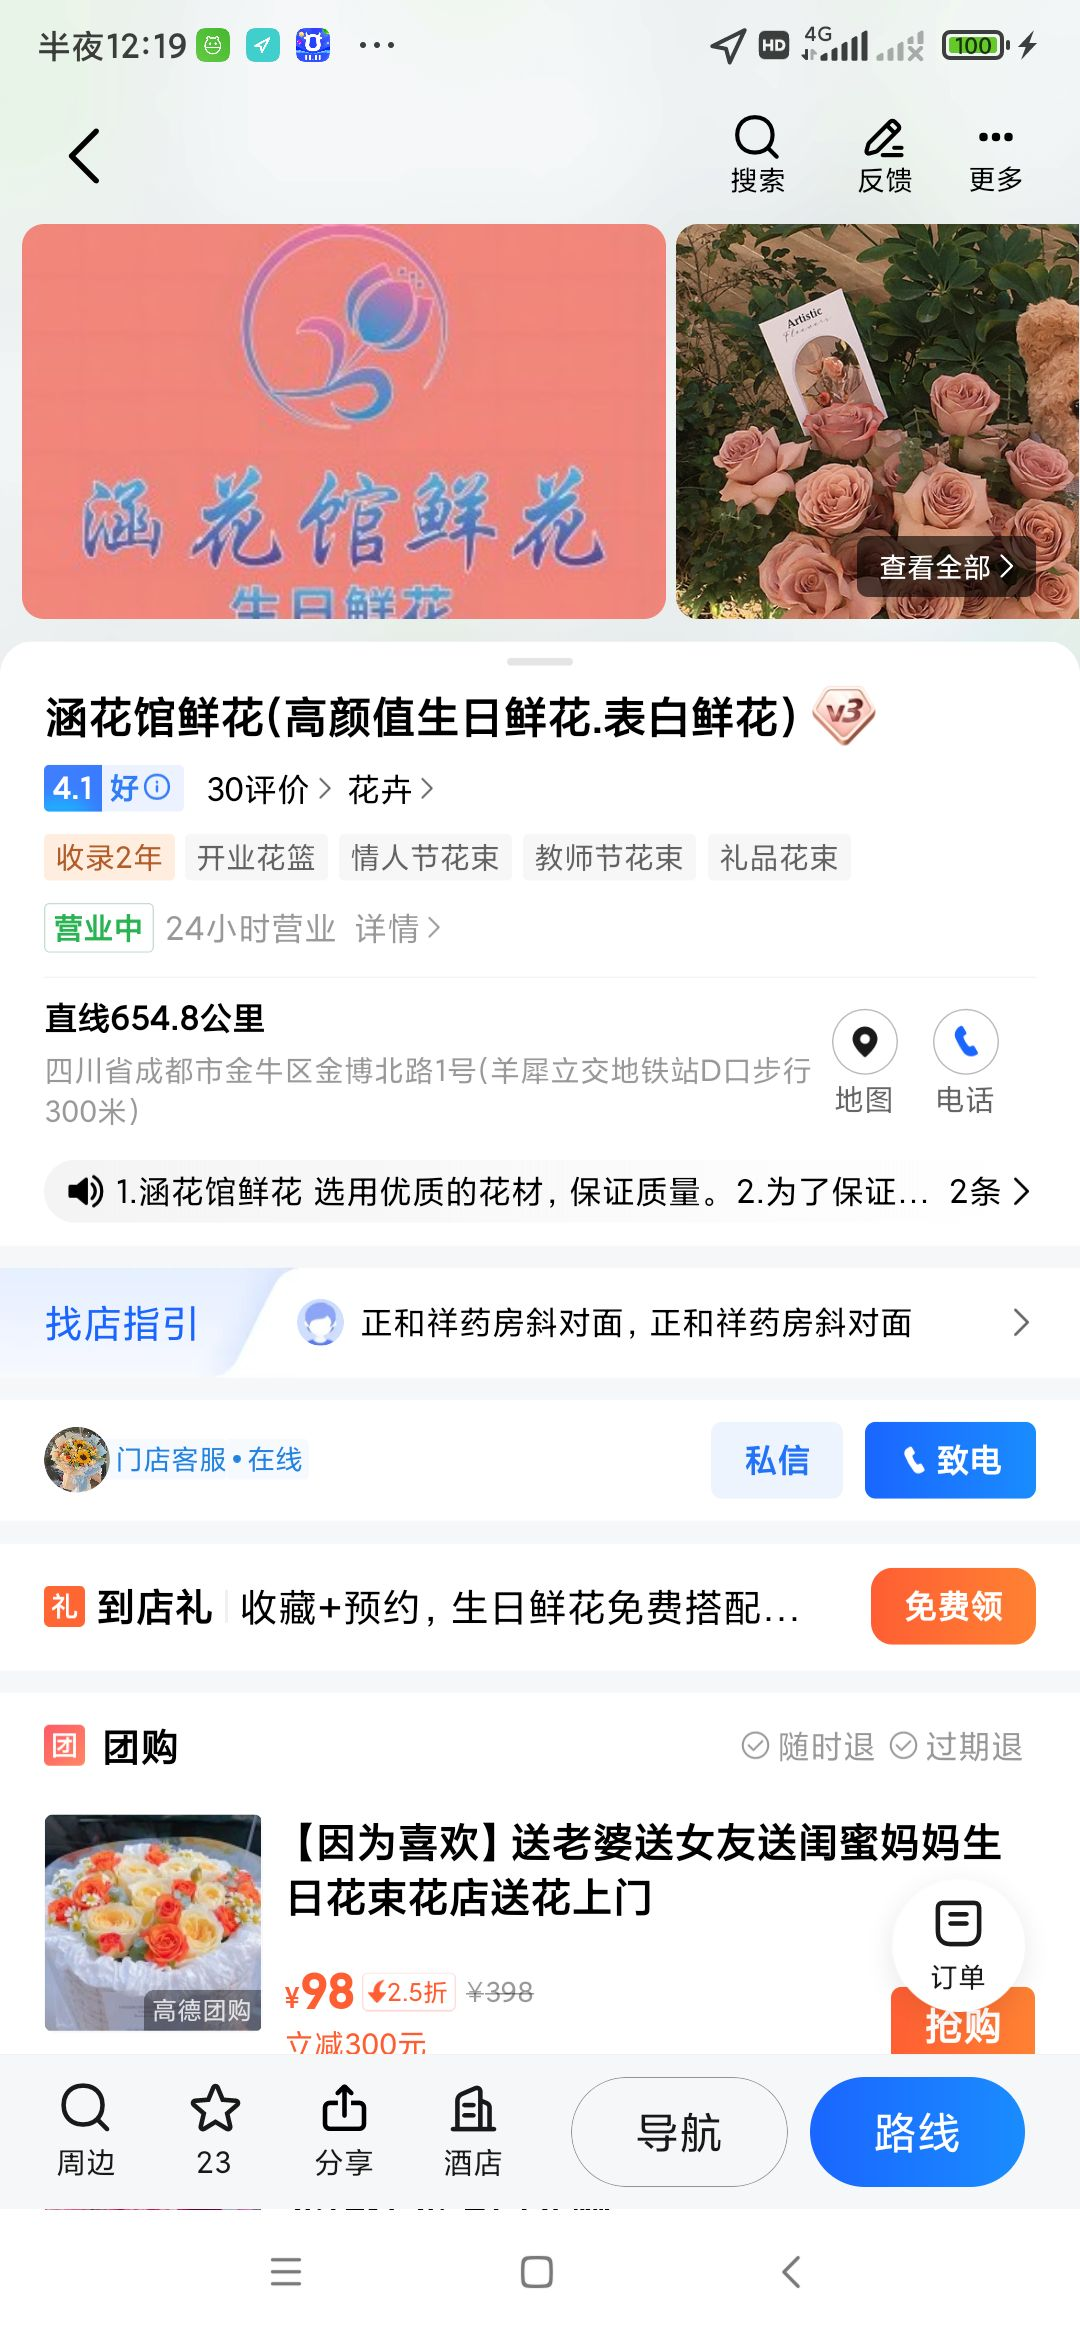 半夜12:19
HD
4G
100
搜索
反馈
更多
涵花馆鲜花
生日鲜花
Artistic
Flowers
查看全部
涵花馆鲜花(高颜值生日鲜花.表白鲜花)
v3
4.1 好 30评价 花卉
收录2年 开业花篮 情人节花束 教师节花束 礼品花束
营业中 24小时营业 详情
直线654.8公里
四川省成都市金牛区金博北路1号(羊犀立交地铁站D口步行
300米)
地图
电话
1.涵花馆鲜花 选用优质的花材，保证质量。2.为了保证... 2条
找店指引
正和祥药房斜对面，正和祥药房斜对面
门店客服•在线
私信
致电
礼 到店礼 收藏+预约，生日鲜花免费搭配...
免费领
团 团购
随时退 过期退
【因为喜欢】送老婆送女友送闺蜜妈妈生
日花束花店送花上门
高德团购
¥98 2.5折 ¥398
立减300元
订单
抢购
周边
23
分享
酒店
导航
路线